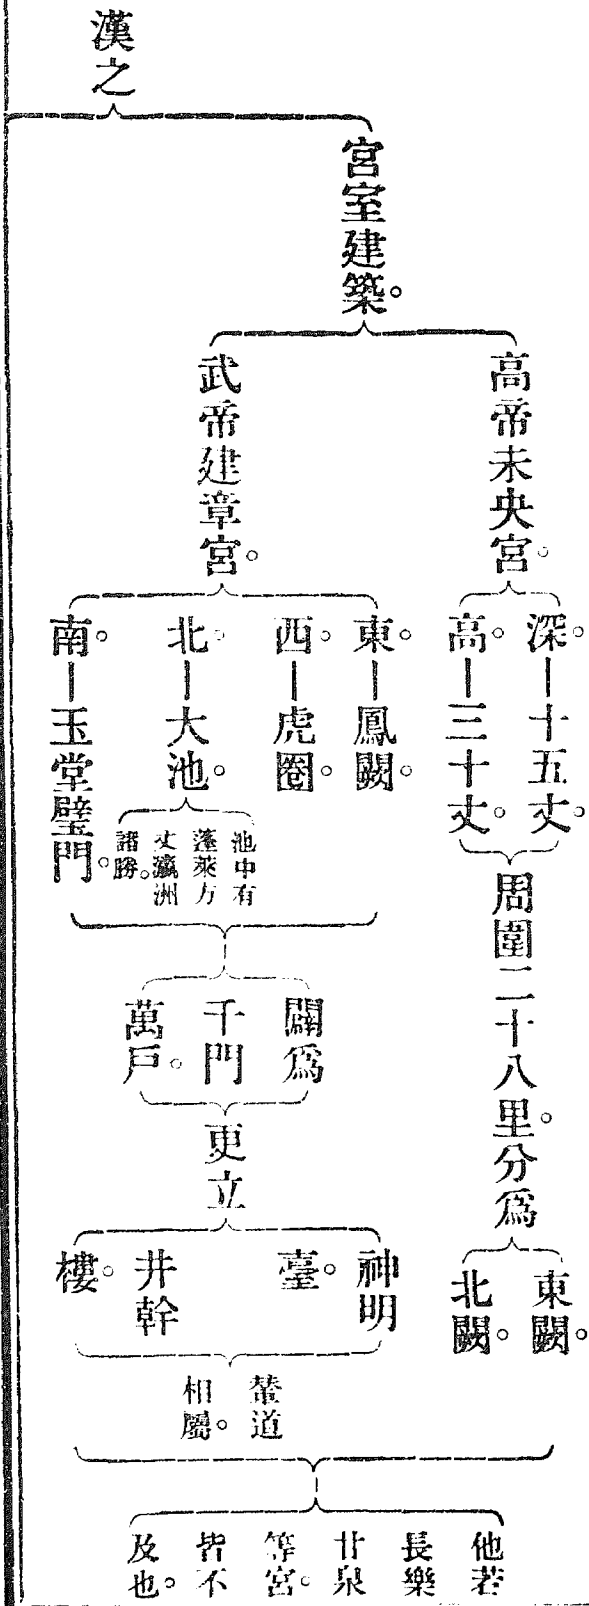 漢之
宮室建築。
高帝未央宮。
深。—十五丈。
高。—三十丈。
周圍二十八里。分爲
東闕。
北闕。
武帝建章宮。
東。—鳳闕。
西。—虎圈。
北。—大池。
池中有
蓬萊方
丈瀛洲
諸勝。
南。—玉堂璧門。
闢爲
千門
萬戶。
更立
神明
臺。
井幹
樓。
輦道
相屬。
他若
長樂
甘泉
等宮。
皆不
及也。